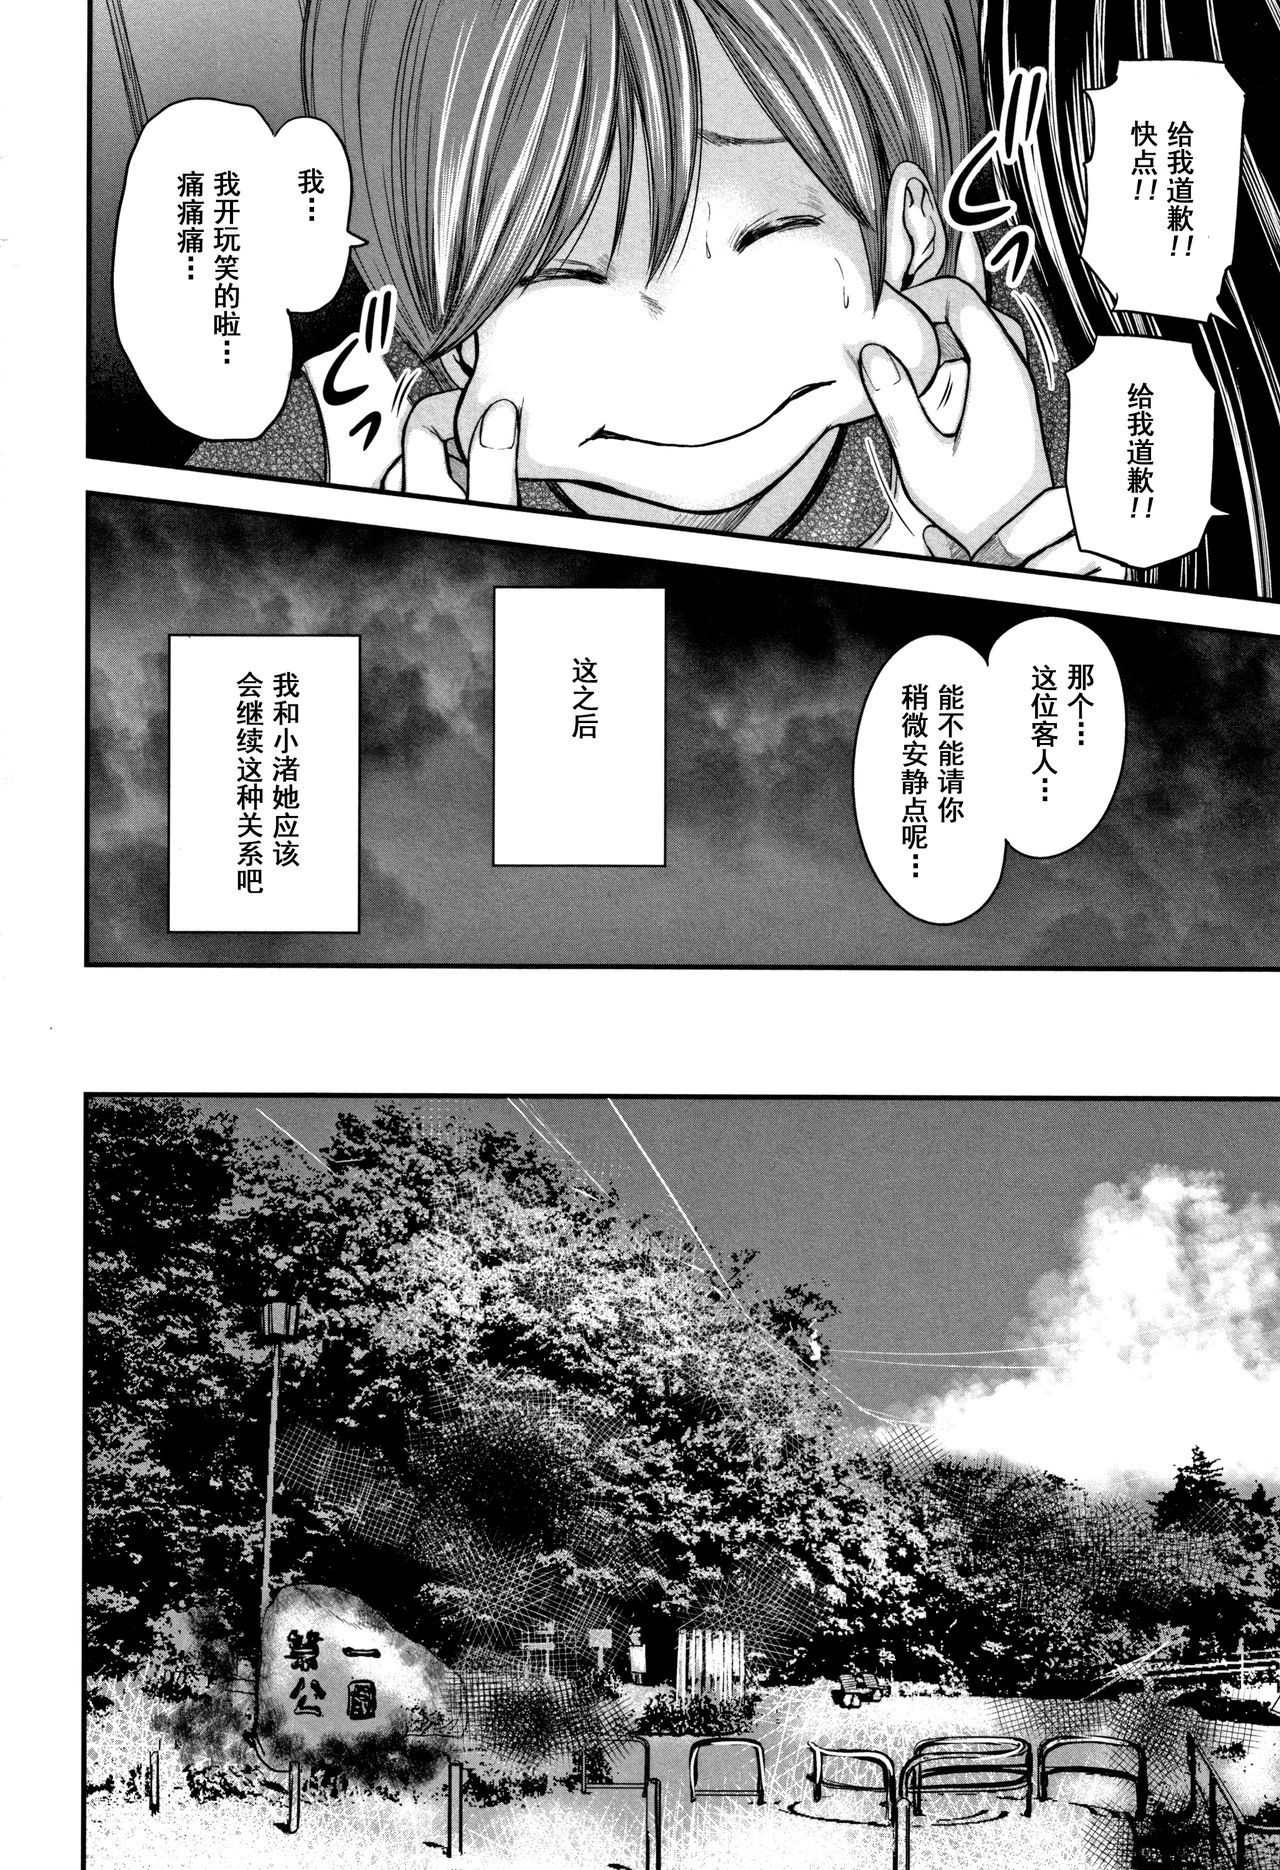 给我道歉!!
快点!!
给我道歉!!
我…
我开玩笑的啦…
痛痛痛…
那个…
这位客人…
能不能请你
稍微安静点呢…
这之后
我和小渚她应该
会继续这种关系吧